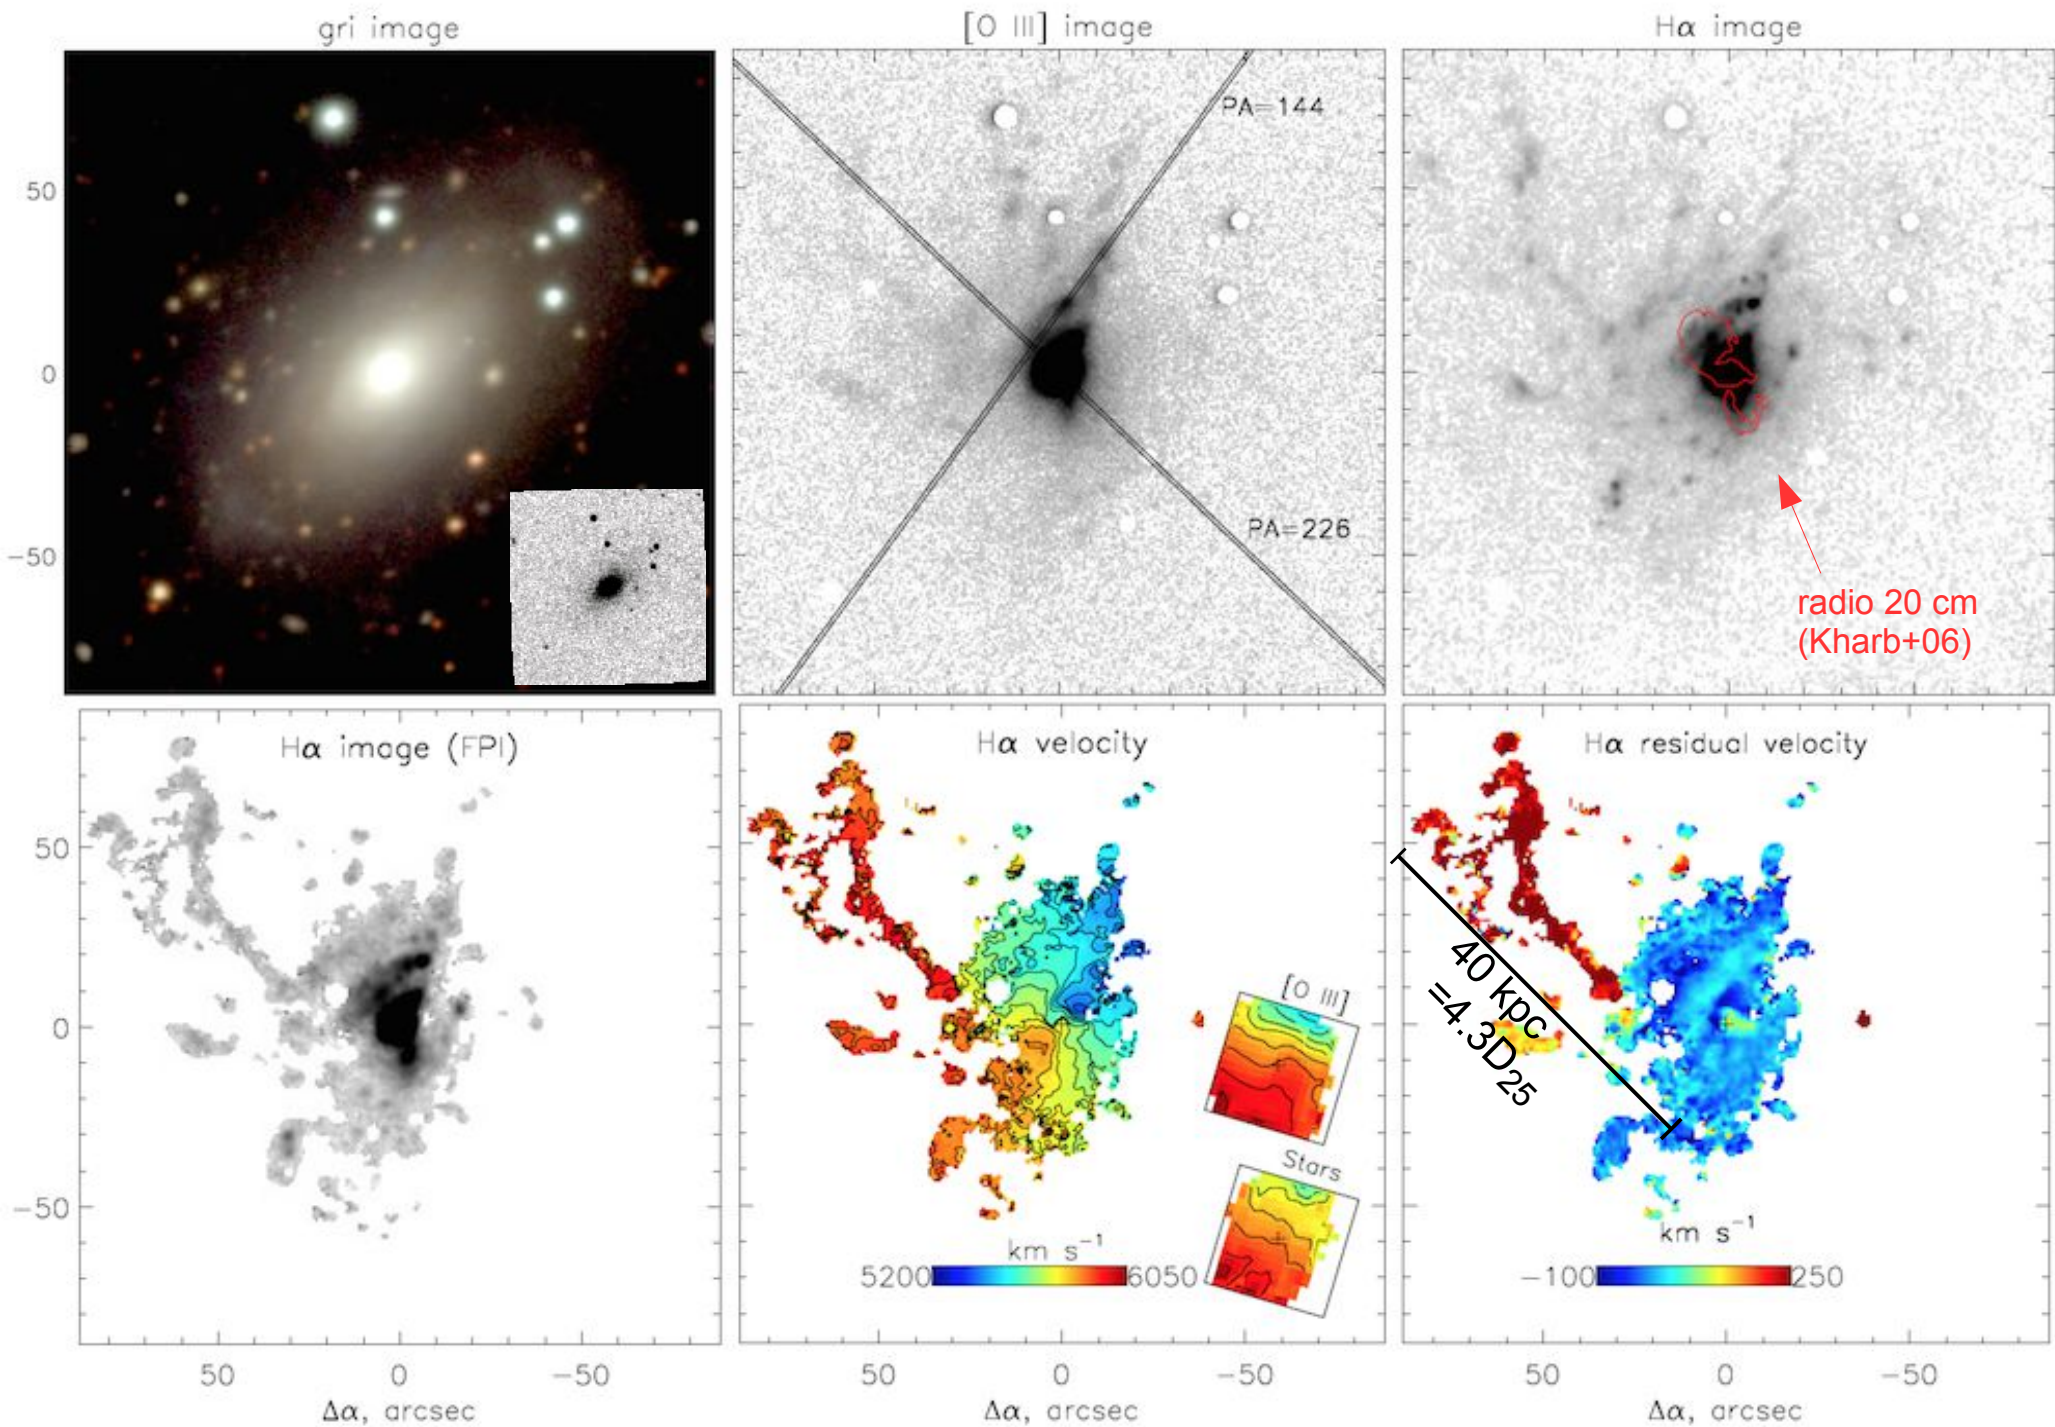 gri image
[O III] image
Hα image
50
0
−50
PA=144
PA=226
radio 20 cm
(Kharb+06)
Hα image (FPI)
Hα velocity
Hα residual velocity
50
0
−50
[O III]
Stars
km s⁻¹
5200
6050
40 kpc
=4.3D₂₅
km s⁻¹
−100
250
50
0
−50
50
0
−50
50
0
−50
Δα, arcsec
Δα, arcsec
Δα, arcsec